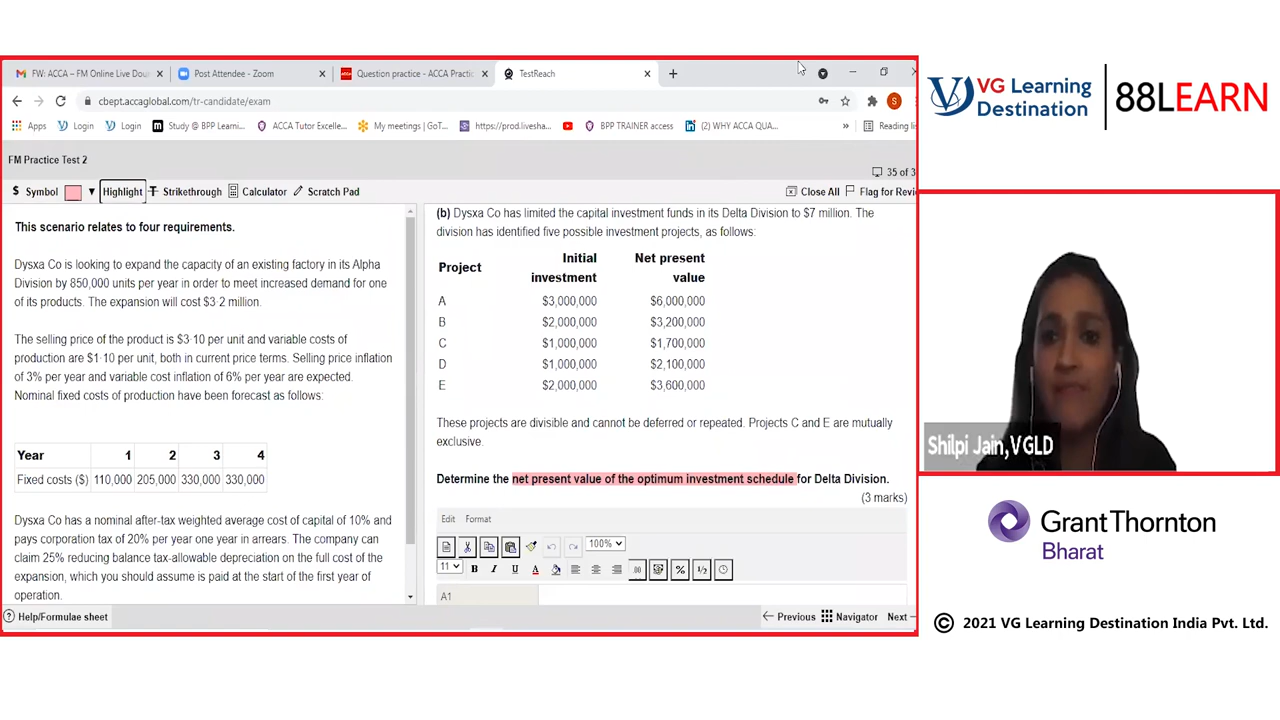 FW: ACCA – FM Online Live Dou
Post Attendee - Zoom
Question practice - ACCA Practic
TestReach
cbept.accaglobal.com/tr-candidate/exam
Apps
Login
Login
Study @ BPP Learni...
ACCA Tutor Excelle...
My meetings | GoT...
https://prod.livesha...
BPP TRAINER access
(2) WHY ACCA QUA...
»
Reading lis
FM Practice Test 2
35 of 3
$ Symbol
Highlight
Strikethrough
Calculator
Scratch Pad
Close All
Flag for Revie
This scenario relates to four requirements.
Dysxa Co is looking to expand the capacity of an existing factory in its Alpha
Division by 850,000 units per year in order to meet increased demand for one
of its products. The expansion will cost $3·2 million.
The selling price of the product is $3·10 per unit and variable costs of
production are $1·10 per unit, both in current price terms. Selling price inflation
of 3% per year and variable cost inflation of 6% per year are expected.
Nominal fixed costs of production have been forecast as follows:
Year 1 2 3 4
Fixed costs ($) 110,000 205,000 330,000 330,000
Dysxa Co has a nominal after-tax weighted average cost of capital of 10% and
pays corporation tax of 20% per year one year in arrears. The company can
claim 25% reducing balance tax-allowable depreciation on the full cost of the
expansion, which you should assume is paid at the start of the first year of
operation.
(b) Dysxa Co has limited the capital investment funds in its Delta Division to $7 million. The
division has identified five possible investment projects, as follows:
Project Initial investment Net present value
A $3,000,000 $6,000,000
B $2,000,000 $3,200,000
C $1,000,000 $1,700,000
D $1,000,000 $2,100,000
E $2,000,000 $3,600,000
These projects are divisible and cannot be deferred or repeated. Projects C and E are mutually
exclusive.
Determine the net present value of the optimum investment schedule for Delta Division.
(3 marks)
Edit Format
100%
11 B I U A .00 % 1/2
A1
Help/Formulae sheet
Previous
Navigator
Next
VG Learning
Destination
88LEARN
Shilpi Jain,VGLD
GrantThornton
Bharat
© 2021 VG Learning Destination India Pvt. Ltd.